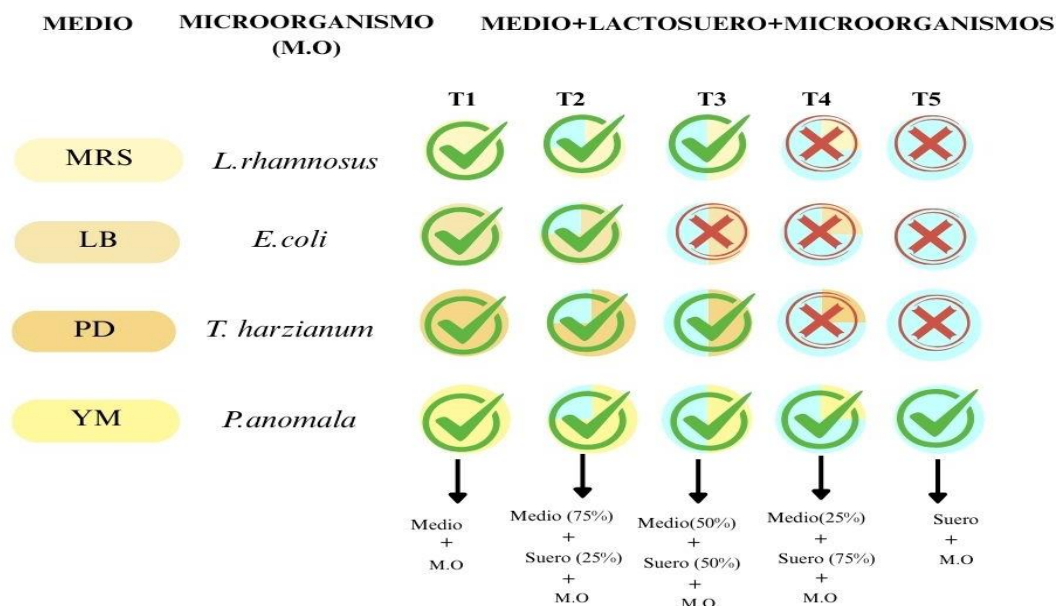 MEDIO
MICROORGANISMO
(M.O)
MEDIO+LACTOSUERO+MICROORGANISMOS
T1 T2 T3 T4 T5
MRS L.rhamnosus
LB E.coli
PD T. harzianum
YM P.anomala
Medio
+
M.O
Medio (75%)
+
Suero (25%)
+
M.O
Medio(50%)
+
Suero (50%)
+
M.O
Medio(25%)
+
Suero (75%)
+
M.O
Suero
+
M.O